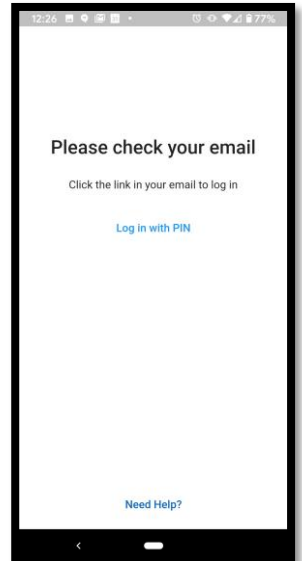 12:26 77%
Please check your email
Click the link in your email to log in
Log in with PIN
Need Help?